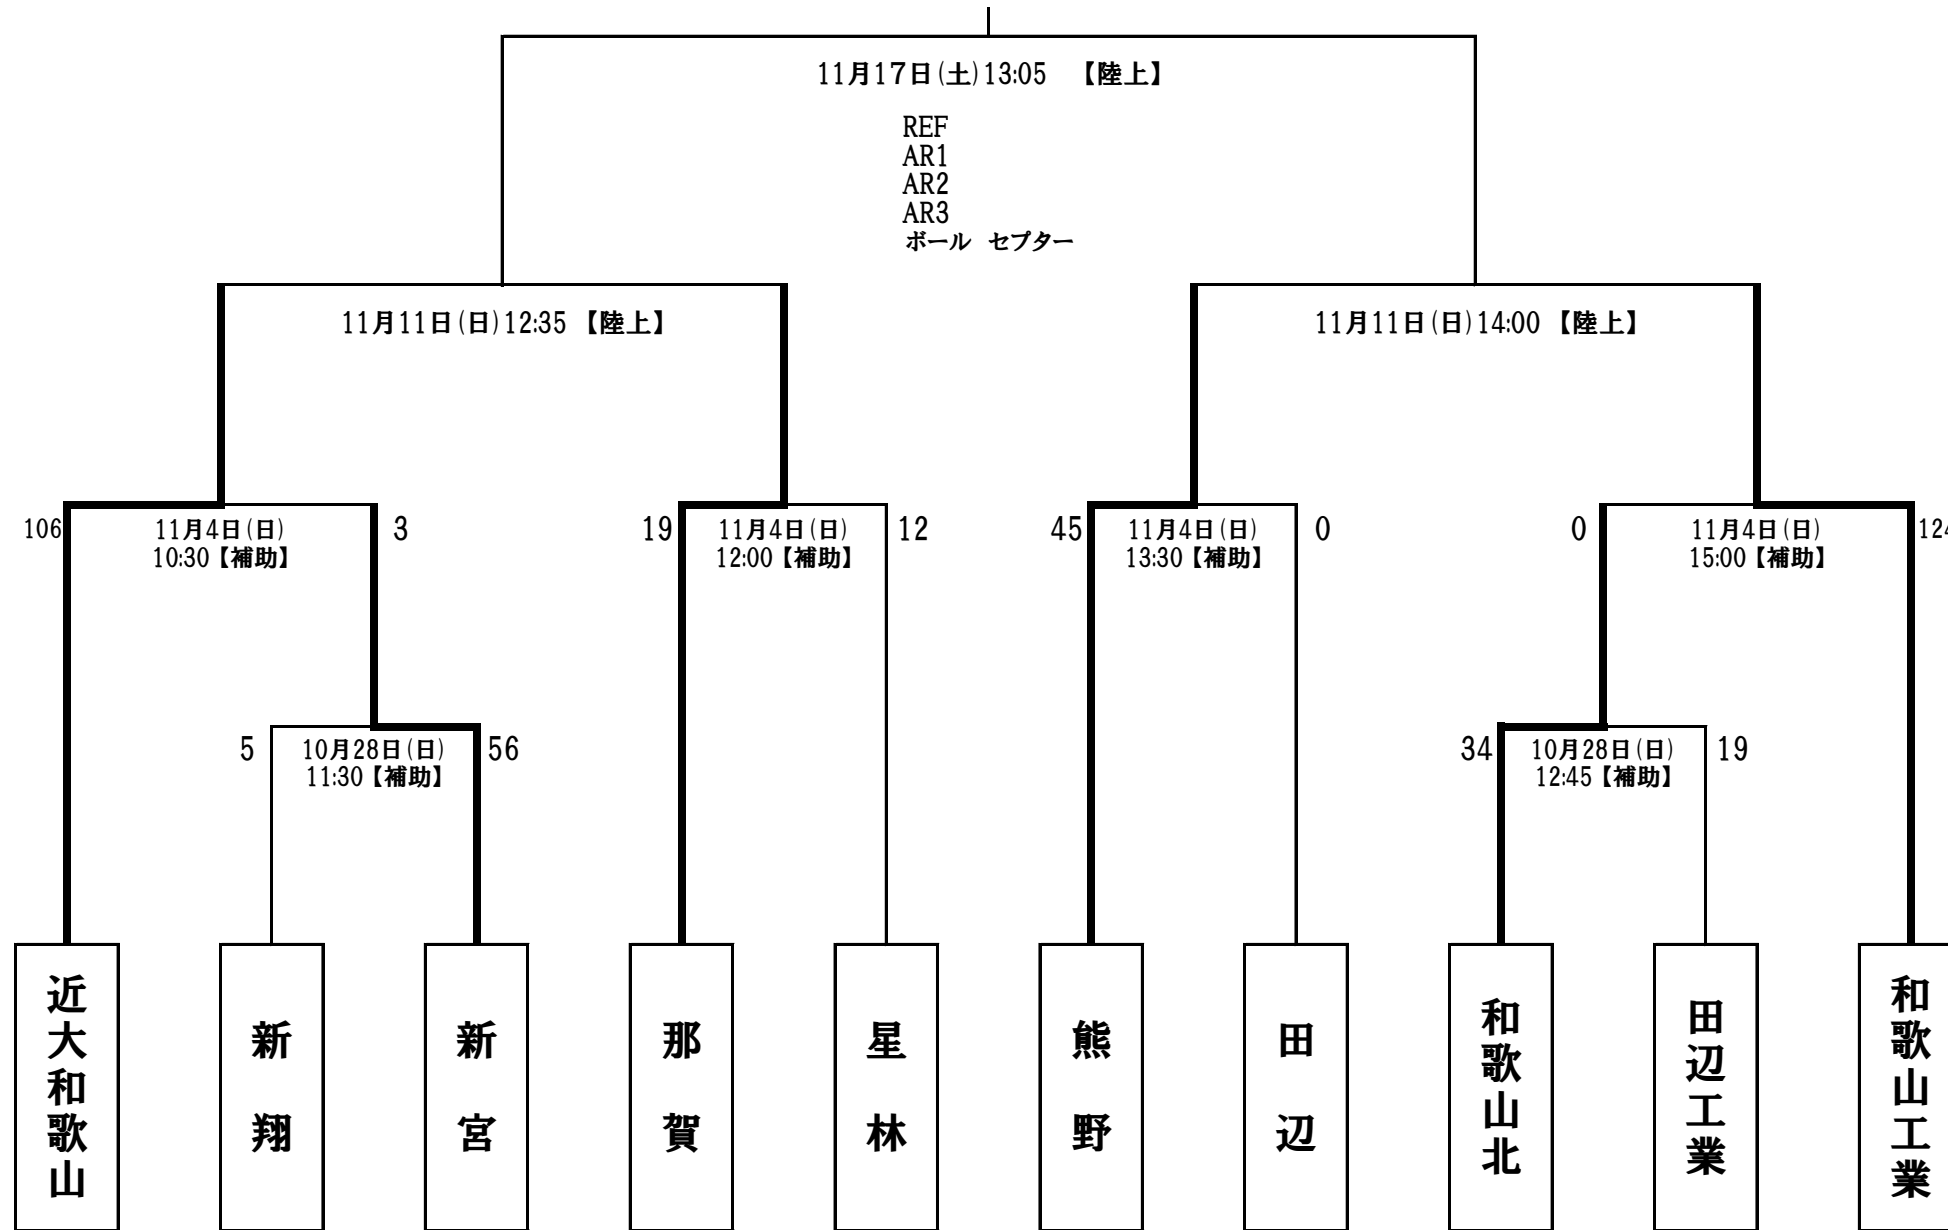 11月17日(土)13:05　【陸上】
REF
AR1
AR2
AR3
ボール　セプター
11月11日(日)12:35 【陸上】
11月11日(日)14:00 【陸上】
106
11月4日(日)
10:30【補助】
3
19
11月4日(日)
12:00【補助】
12
45
11月4日(日)
13:30【補助】
0
0
11月4日(日)
15:00【補助】
124
5
10月28日(日)
11:30【補助】
56
34
10月28日(日)
12:45【補助】
19
近大和歌山
新翔
新宮
那賀
星林
熊野
田辺
和歌山北
田辺工業
和歌山工業